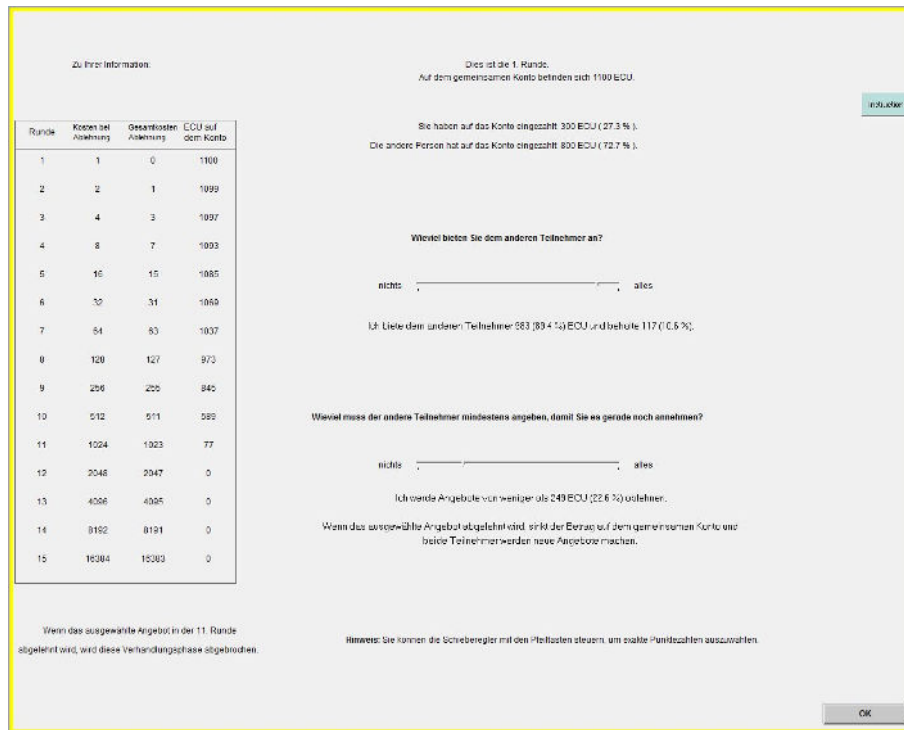 Zu Ihrer Information:
Dies ist die 1. Runde.
Auf dem gemeinsamen Konto befinden sich 1100 ECU.
Instruction
Sie haben auf das Konto eingezahlt 300 ECU ( 27.3 % ).
Die andere Person hat auf das Konto eingezahlt 800 ECU ( 72.7 % ).
Runde Kosten bei Ablehnung Gesamtkosten Ablehnung ECU auf dem Konto
1 1 0 1100
2 2 1 1099
3 4 3 1097
4 8 7 1093
5 16 15 1085
6 32 31 1069
7 64 63 1037
8 128 127 973
9 256 255 845
10 512 511 589
11 1024 1023 77
12 2048 2047 0
13 4096 4095 0
14 8192 8191 0
15 16384 16383 0
Wieviel bieten Sie dem anderen Teilnehmer an?
nichts alles
Ich biete dem anderen Teilnehmer 983 (89.4 %) ECU und behalte 117 (10.6 %).
Wieviel muss der andere Teilnehmer mindestens angeben, damit Sie es gerade noch annehmen?
nichts alles
Ich werde Angebote von weniger als 249 ECU (22.6 %) ablehnen.
Wenn das ausgewählte Angebot abgelehnt wird, sinkt der Betrag auf dem gemeinsamen Konto und
beide Teilnehmer werden neue Angebote machen.
Wenn das ausgewählte Angebot in der 11. Runde
abgelehnt wird, wird diese Verhandlungsphase abgebrochen.
Hinweis: Sie können die Schieberegler mit den Pfeiltasten steuern, um exakte Punktezahlen auszuwählen.
OK